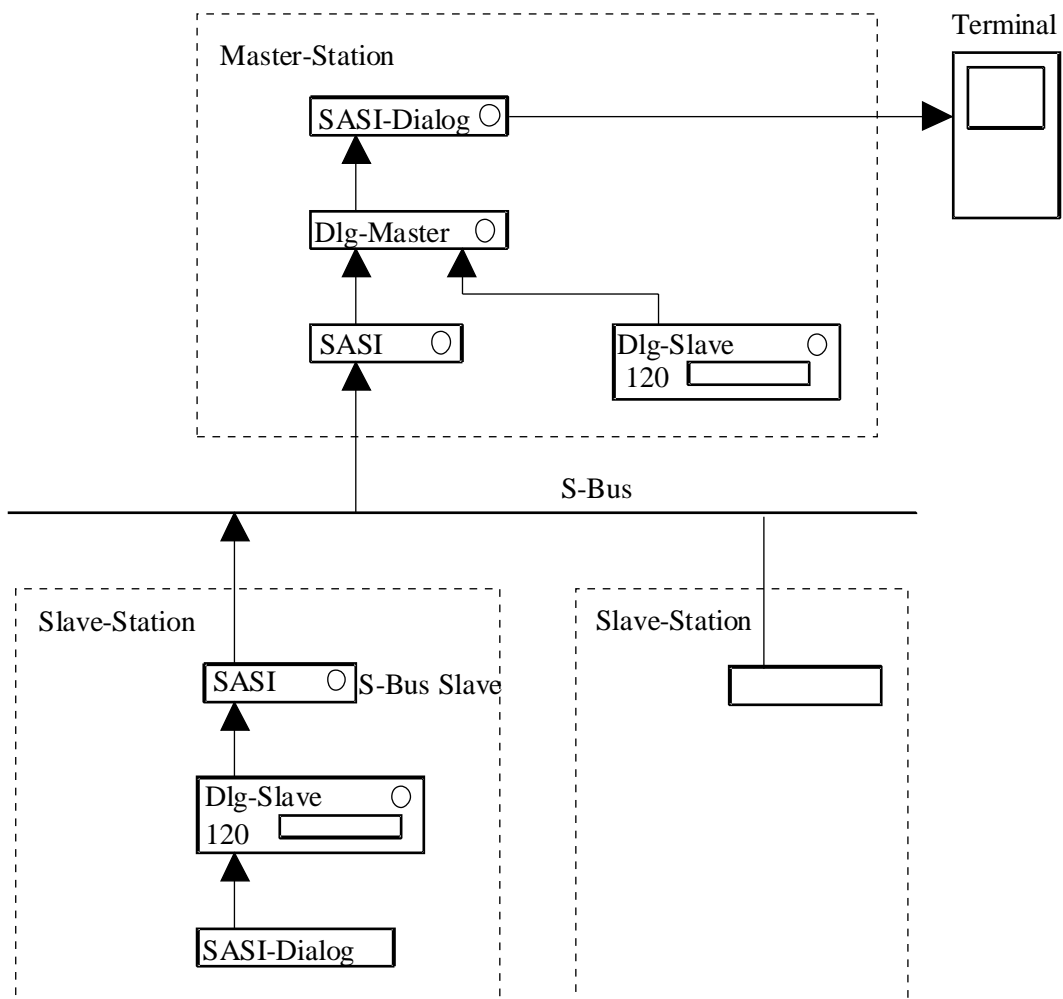 Terminal
Master-Station
SASI-Dialog
Dlg-Master
SASI
Dlg-Slave
120
S-Bus
Slave-Station
Slave-Station
SASI
S-Bus Slave
Dlg-Slave
120
SASI-Dialog